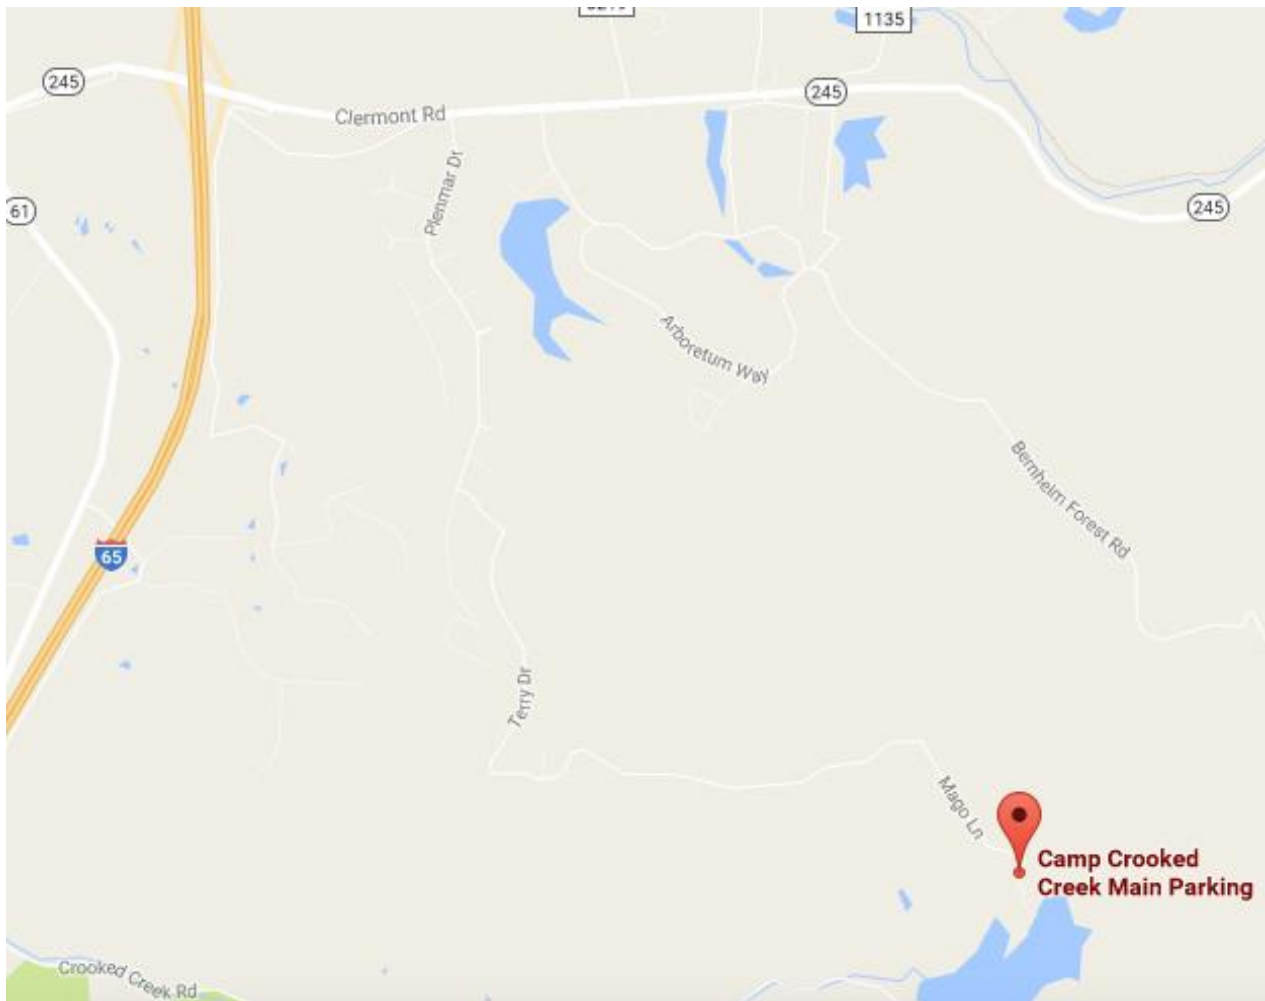 1135
245
245
Clermont Rd
Plenmar Dr
61
245
Arboretum Way
Bernheim Forest Rd
65
Terry Dr
Mago Ln
Camp Crooked
Creek Main Parking
Crooked Creek Rd